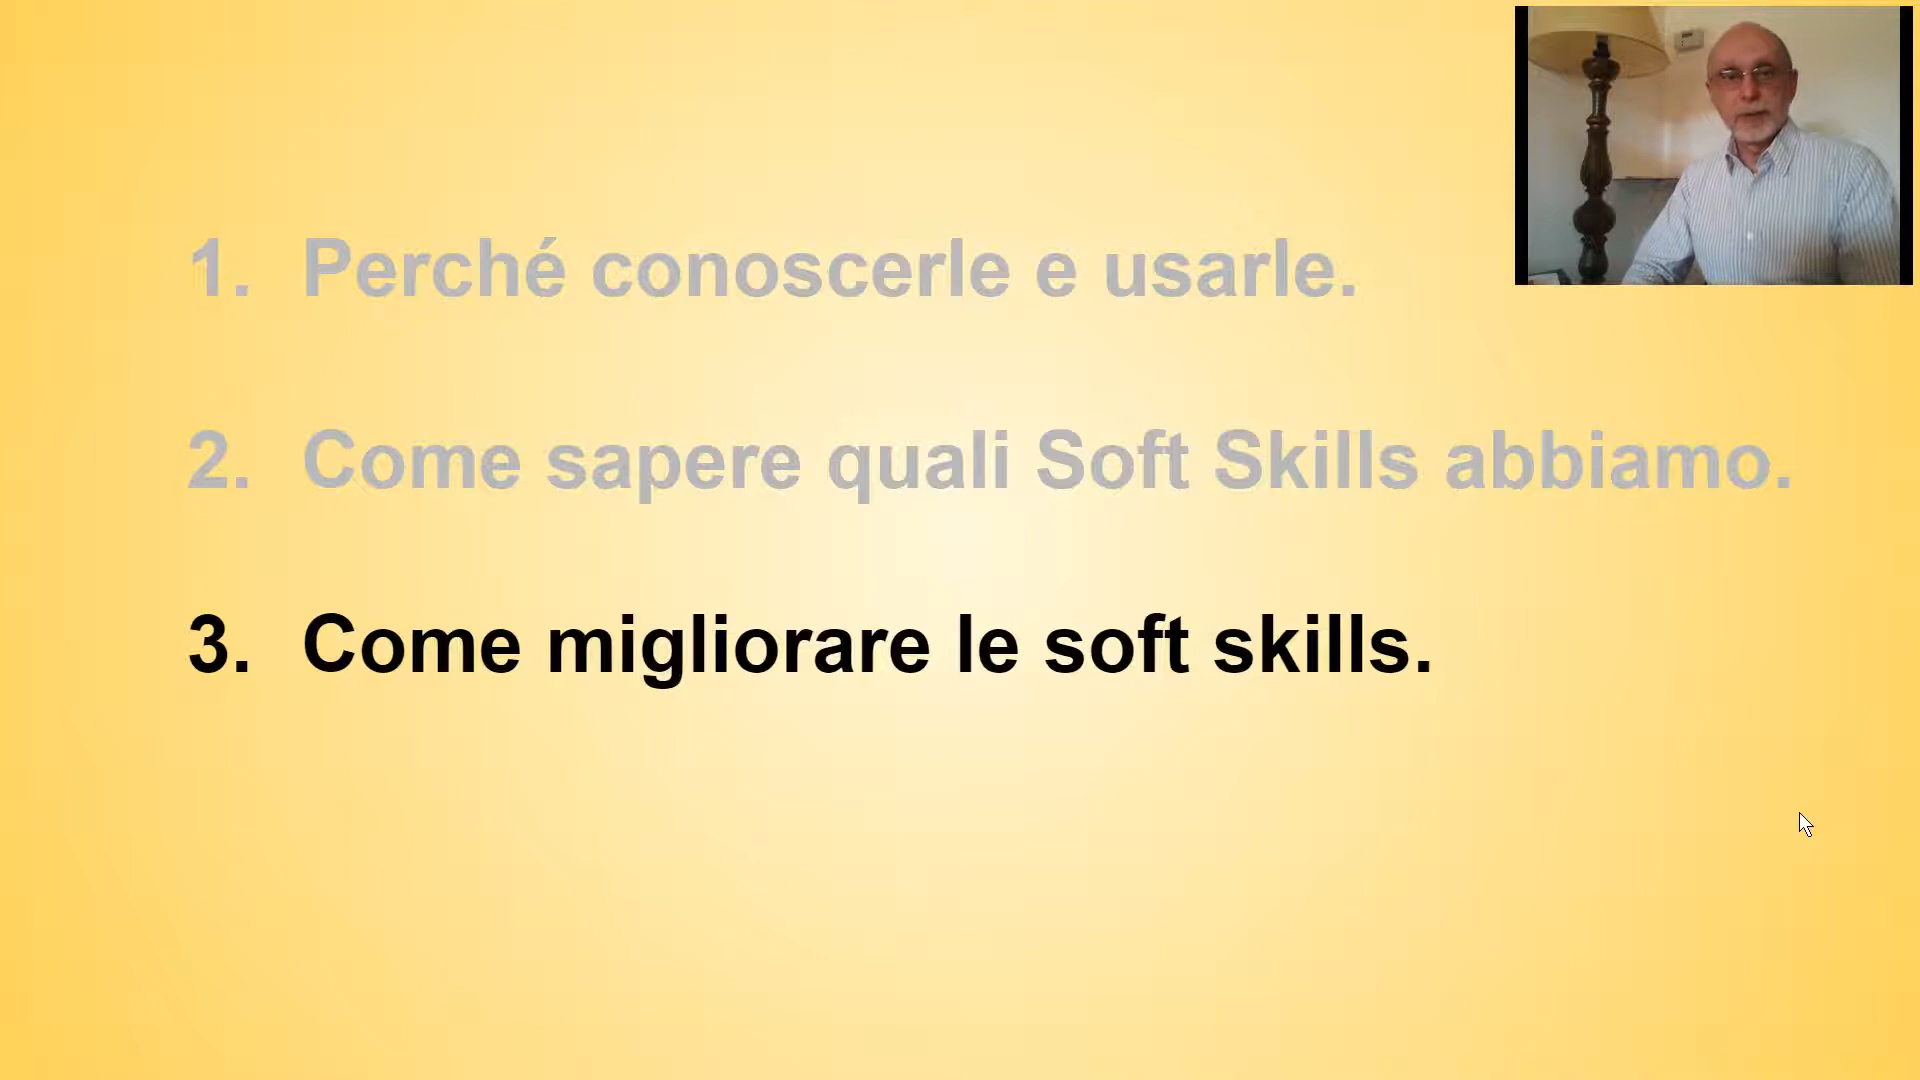 1. Perché conoscerle e usarle.
2. Come sapere quali Soft Skills abbiamo.
3. Come migliorare le soft skills.